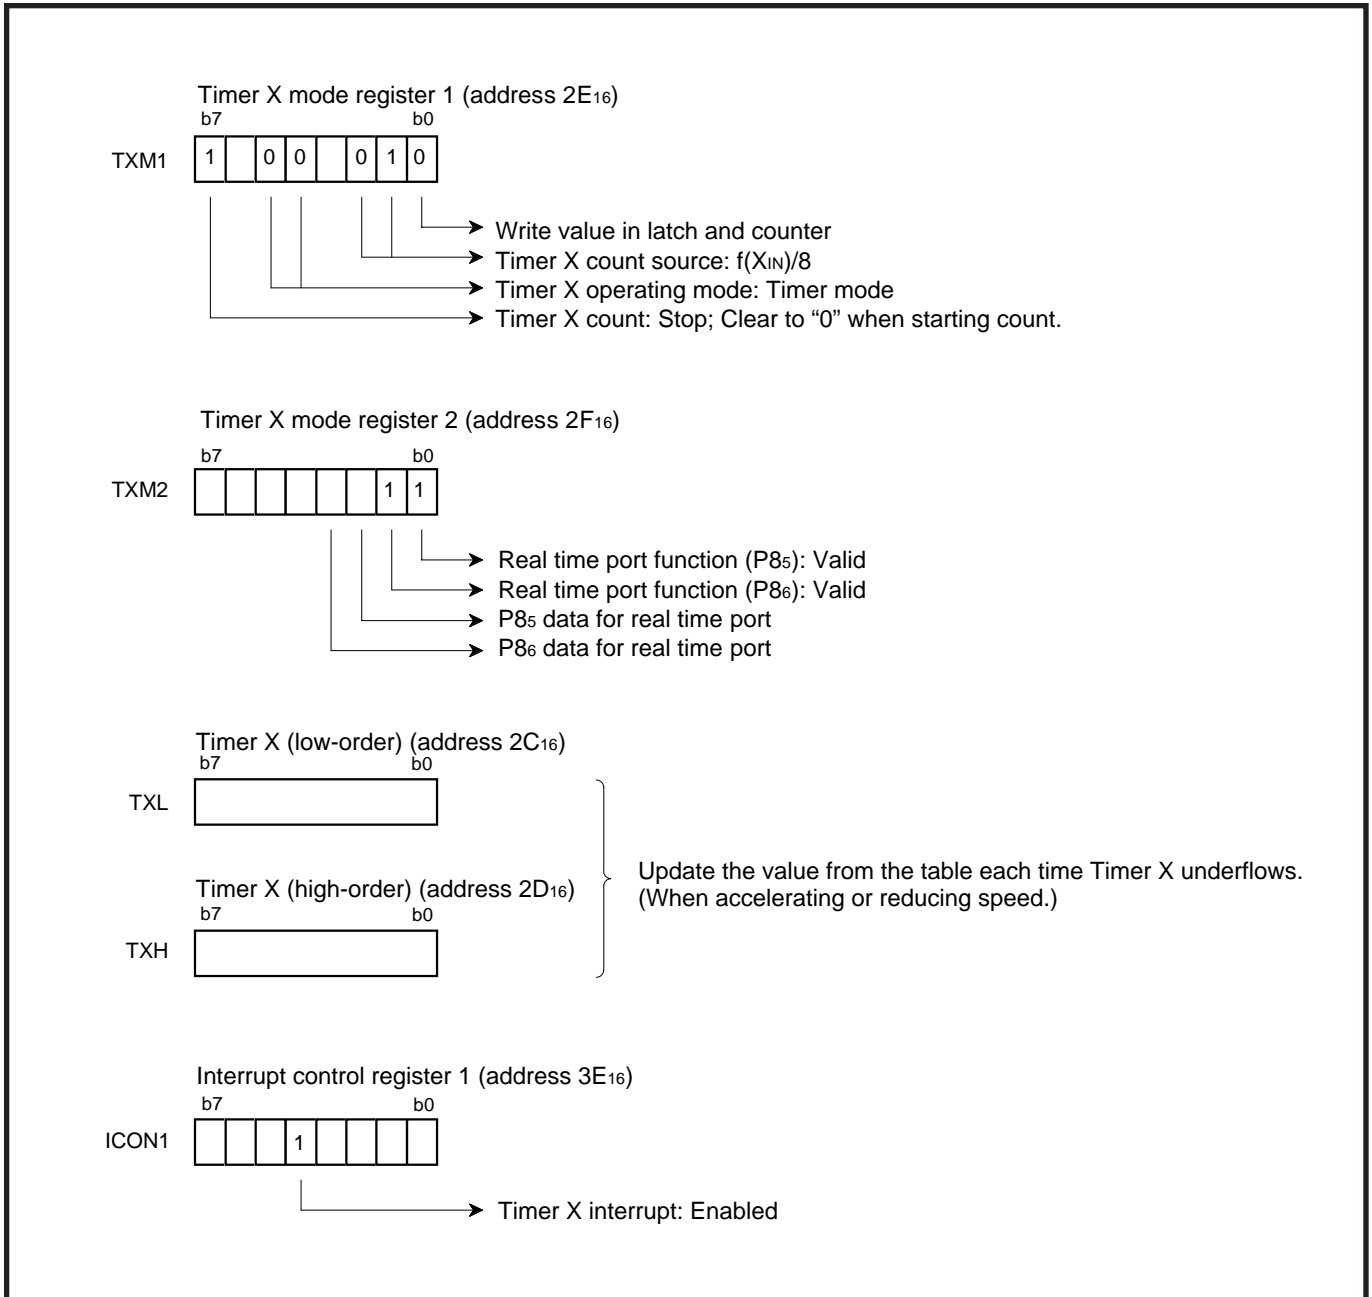 Timer X mode register 1 (address 2E16)
b7 b0
TXM1 1 0 0 0 1 0
Write value in latch and counter
Timer X count source: f(XIN)/8
Timer X operating mode: Timer mode
Timer X count: Stop; Clear to “0” when starting count.
Timer X mode register 2 (address 2F16)
b7 b0
TXM2 1 1
Real time port function (P85): Valid
Real time port function (P86): Valid
P85 data for real time port
P86 data for real time port
Timer X (low-order) (address 2C16)
b7 b0
TXL
Timer X (high-order) (address 2D16)
b7 b0
TXH
Update the value from the table each time Timer X underflows.
(When accelerating or reducing speed.)
Interrupt control register 1 (address 3E16)
b7 b0
ICON1 1
Timer X interrupt: Enabled